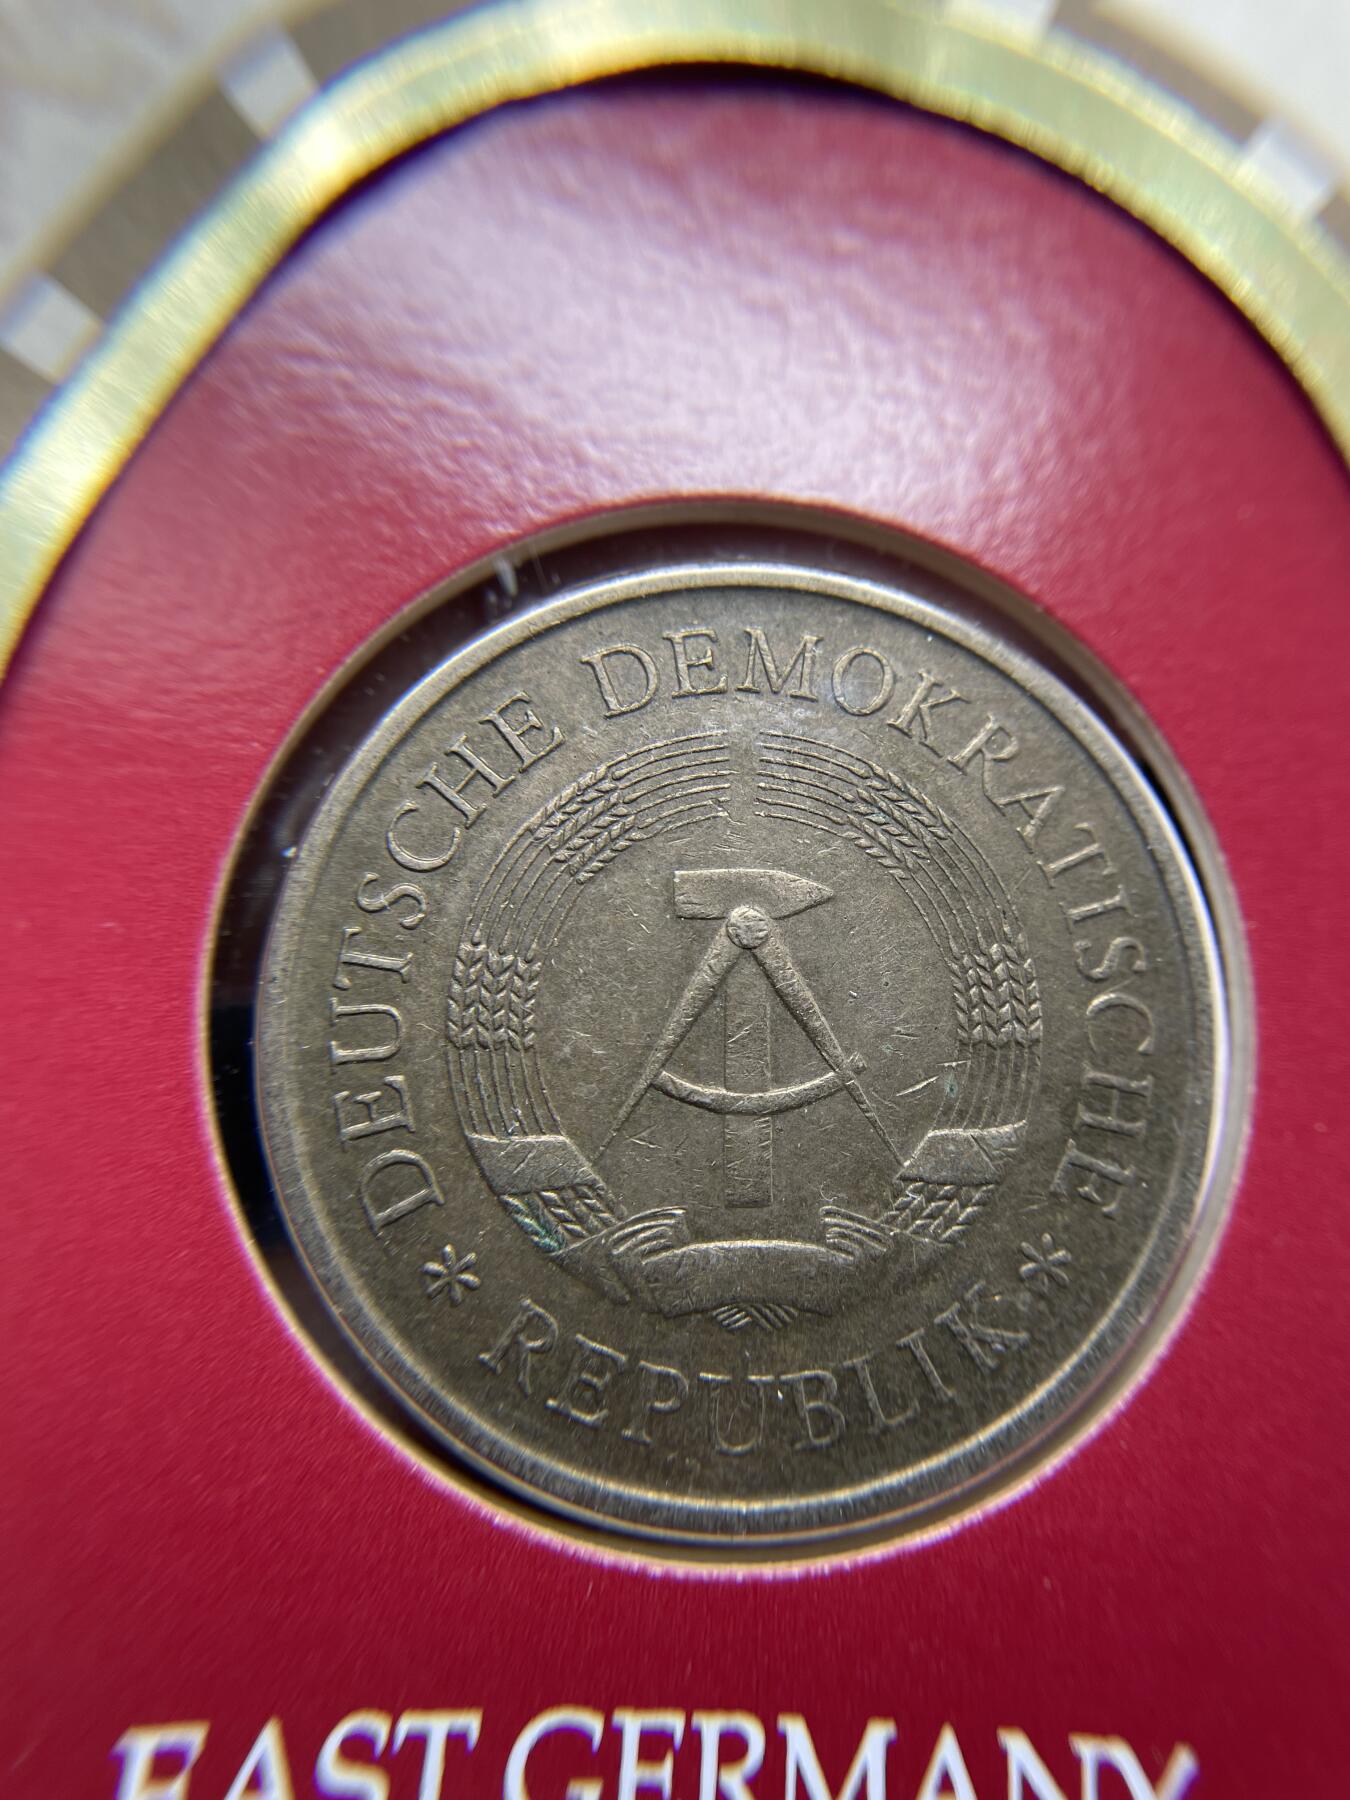 DEUTSCHE DEMOKRATISCHE
* REPUBLIK *
EAST GERMANY